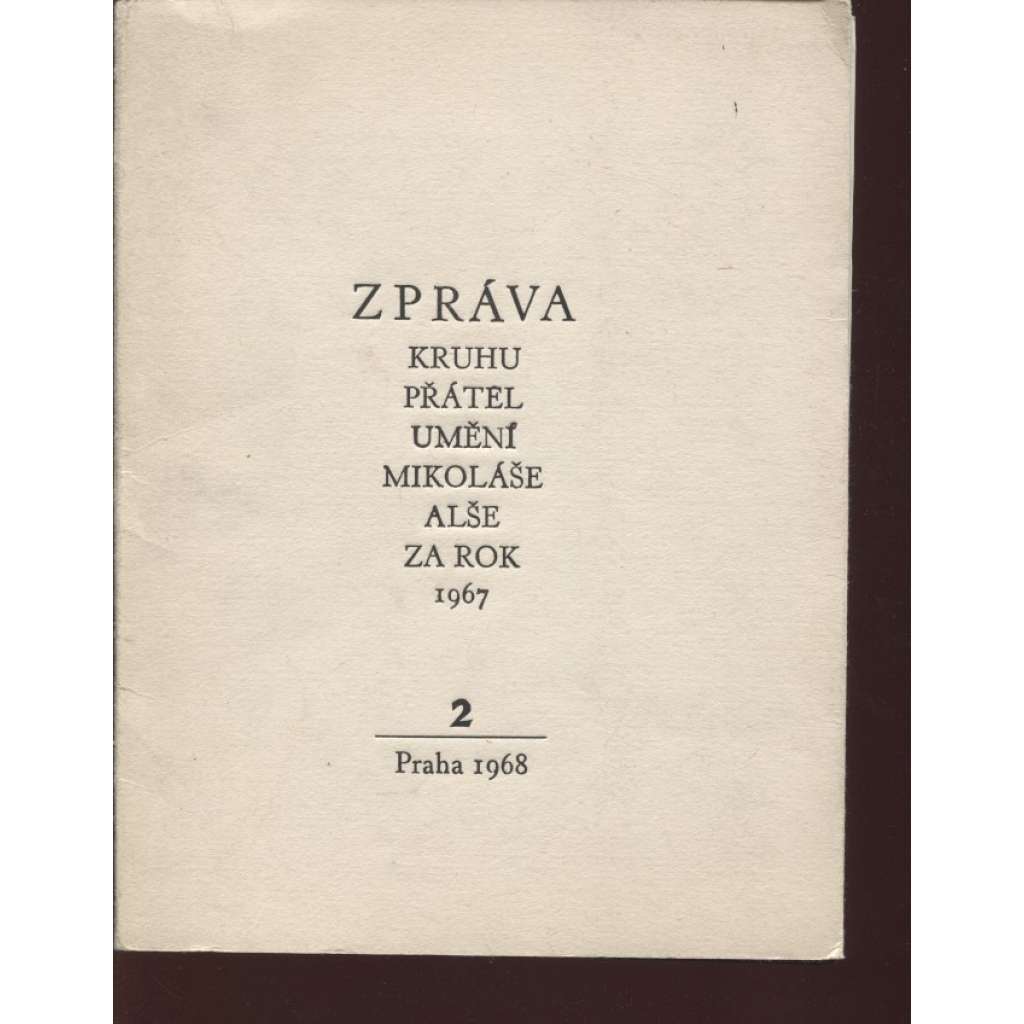 ZPRÁVA
KRUHU
PŘÁTEL
UMĚNÍ
MIKOLÁŠE
ALŠE
ZA ROK
1967
2
Praha 1968